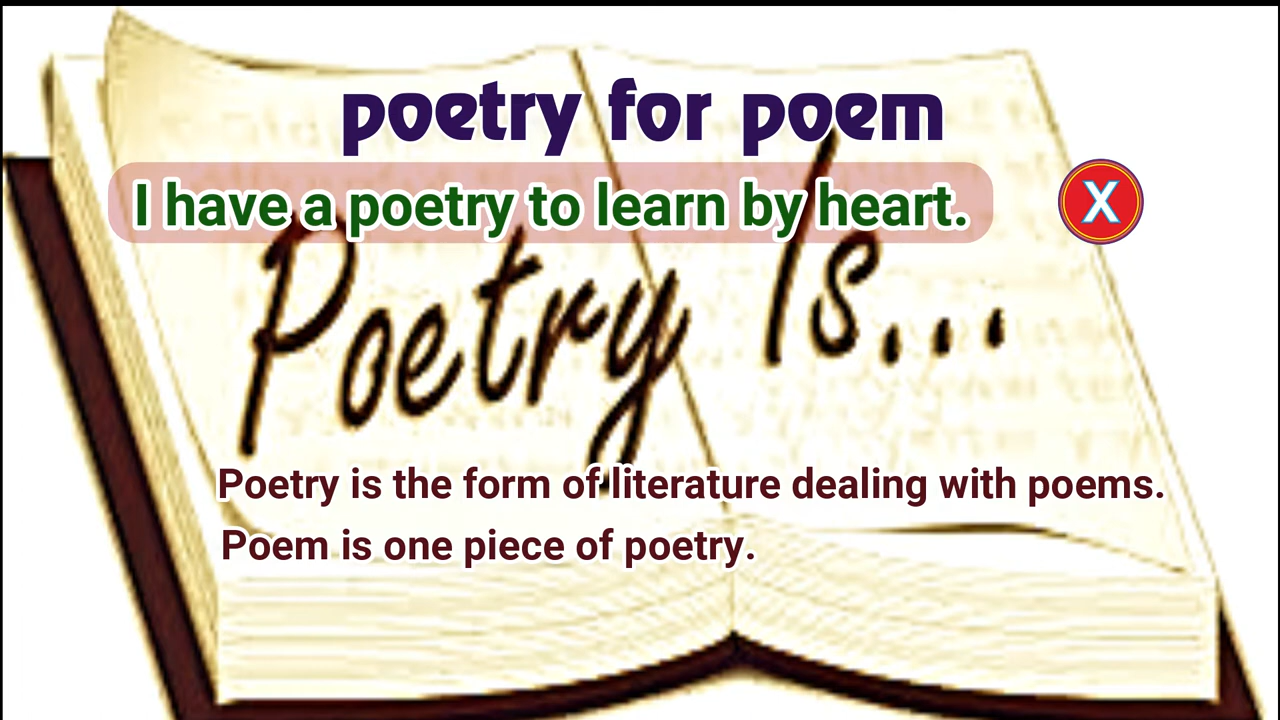 poetry for poem
I have a poetry to learn by heart.
X
Poetry Is...
Poetry is the form of literature dealing with poems.
Poem is one piece of poetry.